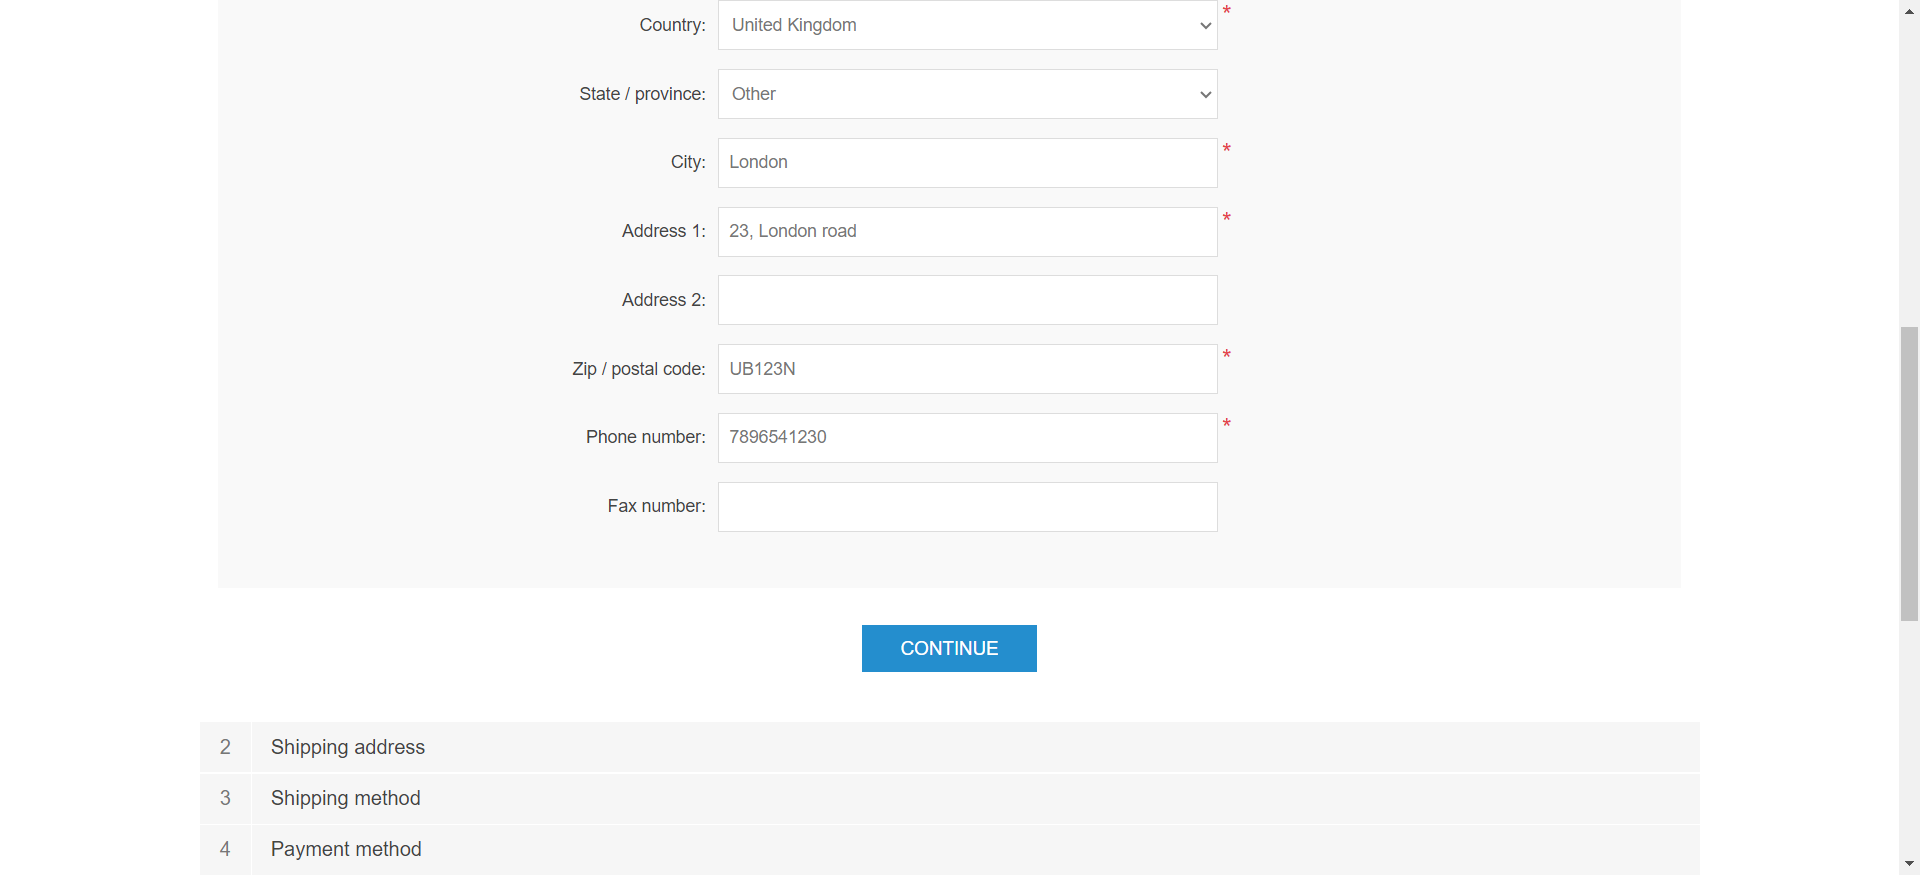 Country: United Kingdom *
State / province: Other
City: London *
Address 1: 23, London road *
Address 2:
Zip / postal code: UB123N *
Phone number: 7896541230 *
Fax number:
CONTINUE
2 Shipping address
3 Shipping method
4 Payment method